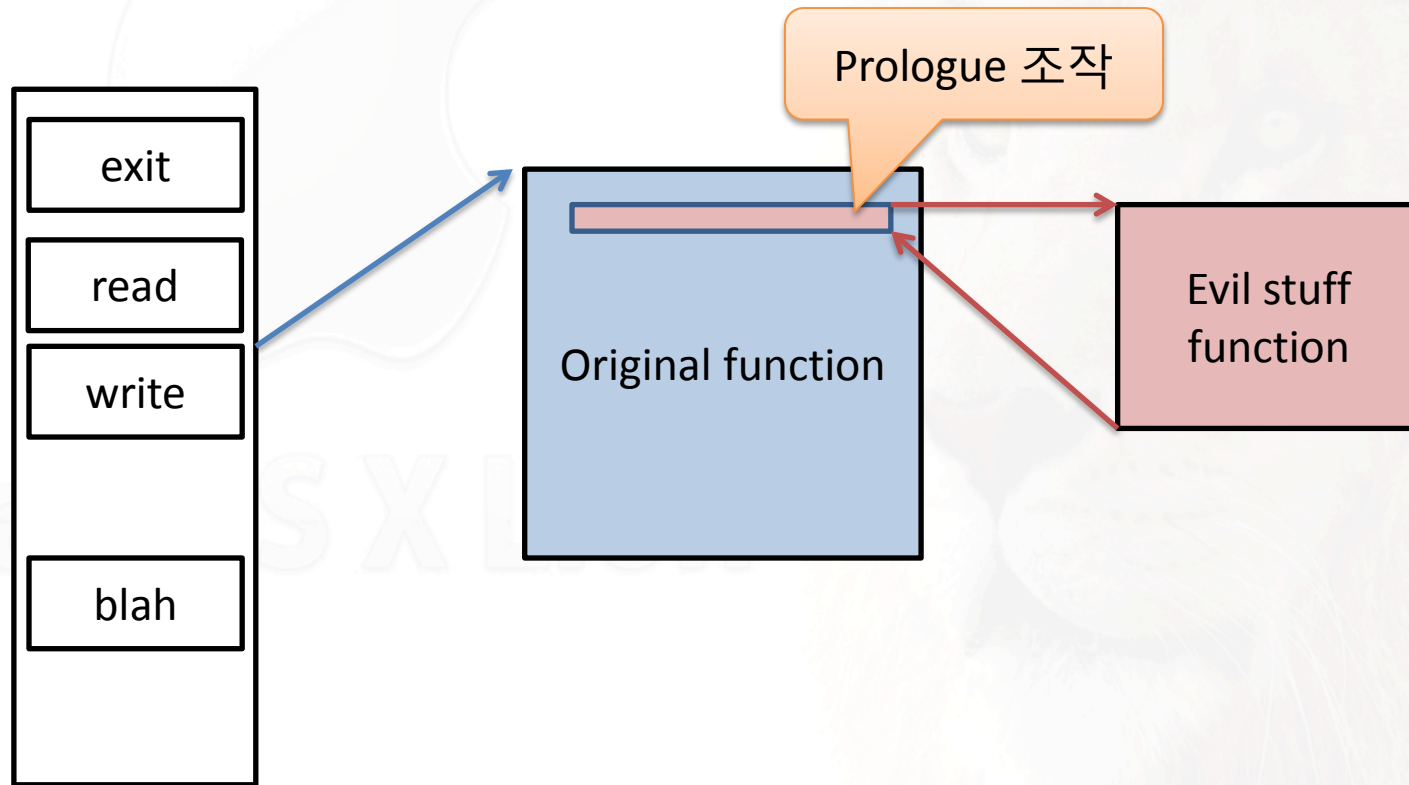 Prologue 조작
exit
read
write
blah
Original function
Evil stuff
function
S X L